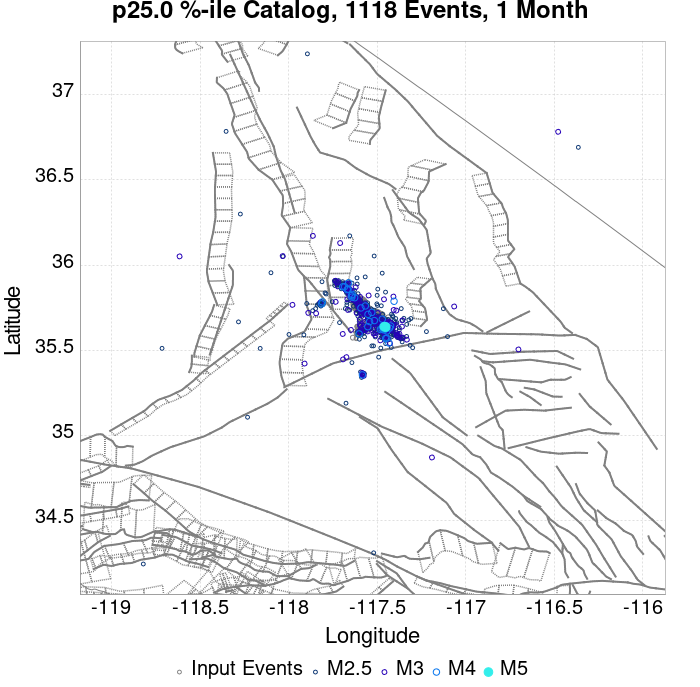 p25.0 %-ile Catalog, 1118 Events, 1 Month
37
36.5
36
35.5
35
34.5
Latitude
-119 -118.5 -118 -117.5 -117 -116.5 -116
Longitude
Input Events M2.5 M3 M4 M5